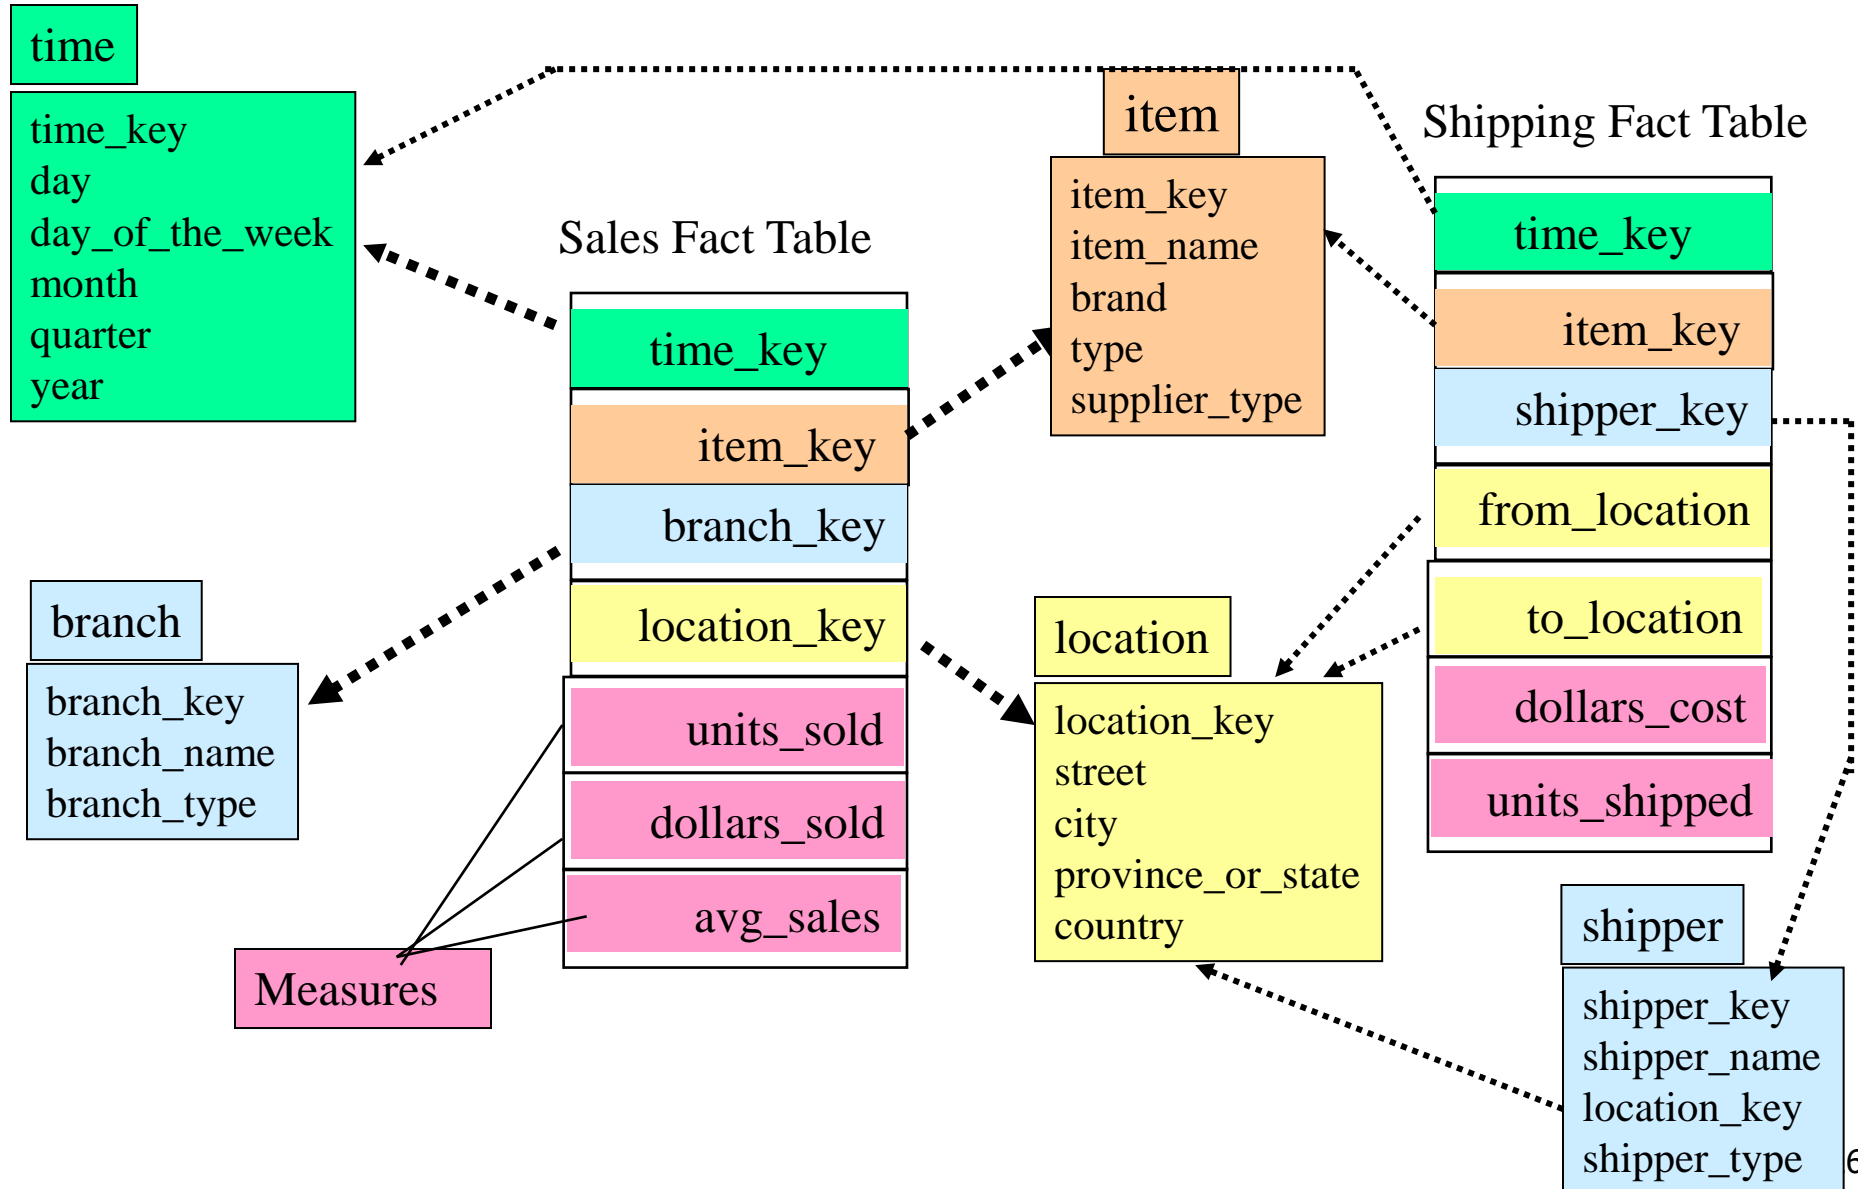 time
time_key
day
day_of_the_week
month
quarter
year
Sales Fact Table
time_key
item_key
branch_key
location_key
units_sold
dollars_sold
avg_sales
Measures
branch
branch_key
branch_name
branch_type
item
item_key
item_name
brand
type
supplier_type
location
location_key
street
city
province_or_state
country
Shipping Fact Table
time_key
item_key
shipper_key
from_location
to_location
dollars_cost
units_shipped
shipper
shipper_key
shipper_name
location_key
shipper_type
6